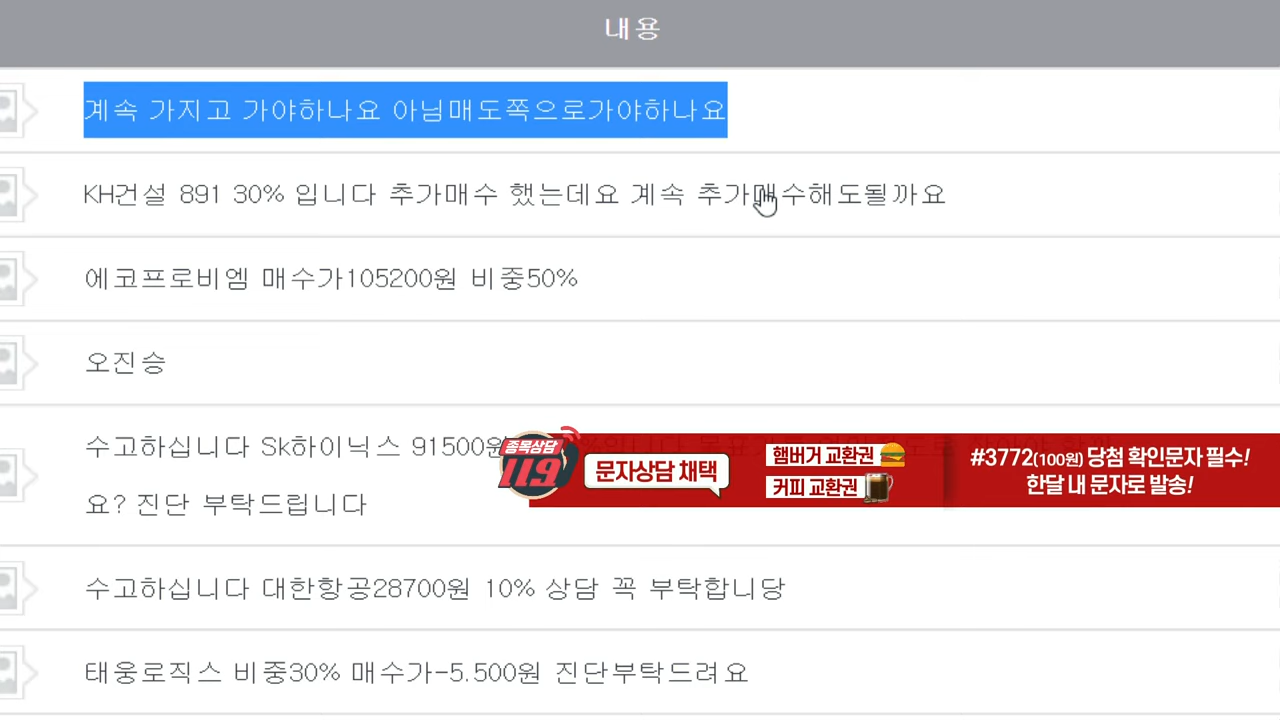 내용
계속 가지고 가야하나요 아님매도쪽으로가야하나요
KH건설 891 30% 입니다 추가매수 했는데요 계속 추가매수해도될까요
에코프로비엠 매수가105200원 비중50%
오진승
수고하십니다 Sk하이닉스 91500원
요? 진단 부탁드립니다
종목상담
119
문자상담 채택
햄버거 교환권
커피 교환권
#3772(100원) 당첨 확인문자 필수!
한달 내 문자로 발송!
수고하십니다 대한항공28700원 10% 상담 꼭 부탁합니당
태웅로직스 비중30% 매수가-5.500원 진단부탁드려요